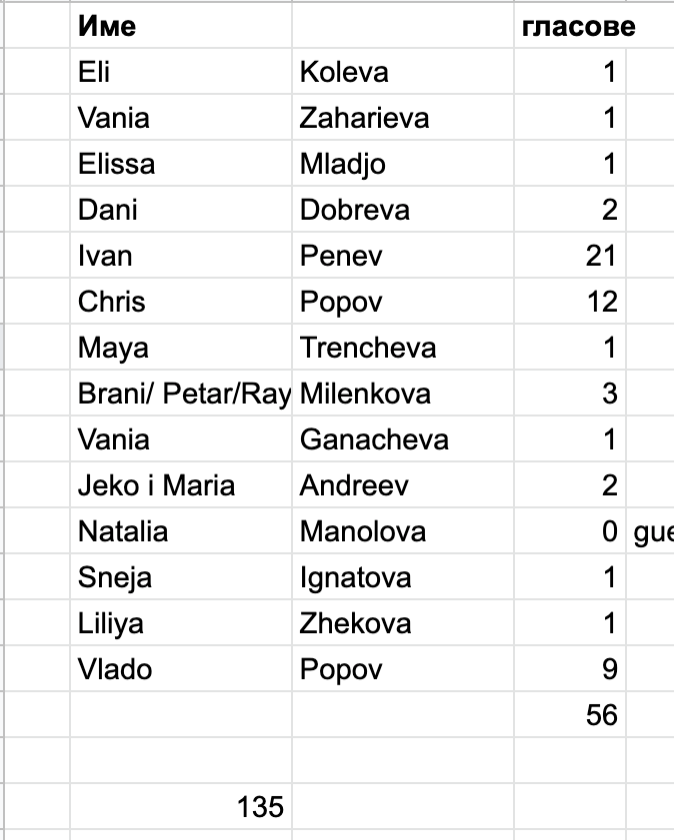 Име гласове
Eli Koleva 1
Vania Zaharieva 1
Elissa Mladjo 1
Dani Dobreva 2
Ivan Penev 21
Chris Popov 12
Maya Trencheva 1
Brani/ Petar/Ray Milenkova 3
Vania Ganacheva 1
Jeko i Maria Andreev 2
Natalia Manolova 0
Sneja Ignatova 1
Liliya Zhekova 1
Vlado Popov 9
56
135